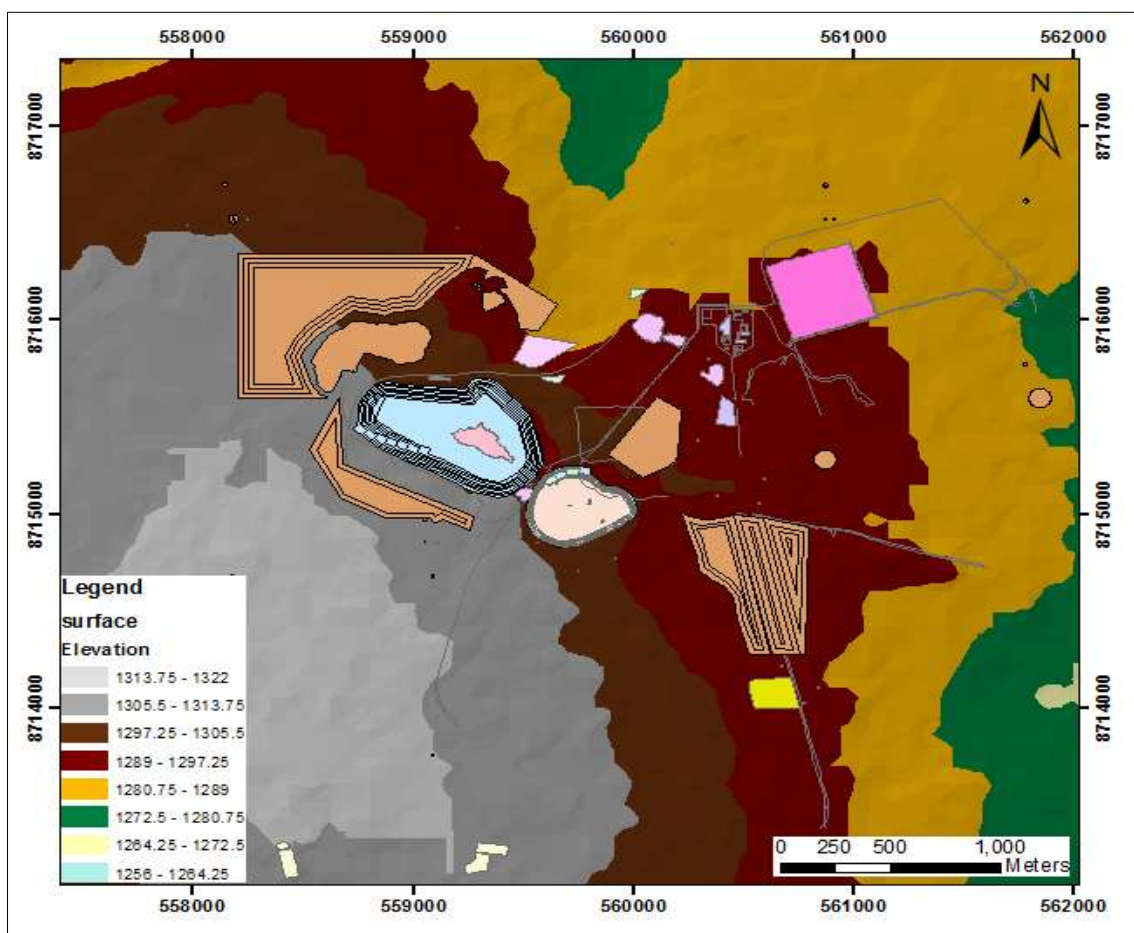 558000 559000 560000 561000 562000
8717000 8717000
N
8716000 8716000
8715000 8715000
8714000 8714000
Legend
surface
Elevation
1313.75 - 1322
1305.5 - 1313.75
1297.25 - 1305.5
1289 - 1297.25
1280.75 - 1289
1272.5 - 1280.75
1264.25 - 1272.5
1256 - 1264.25
0 250 500 1,000
Meters
558000 559000 560000 561000 562000